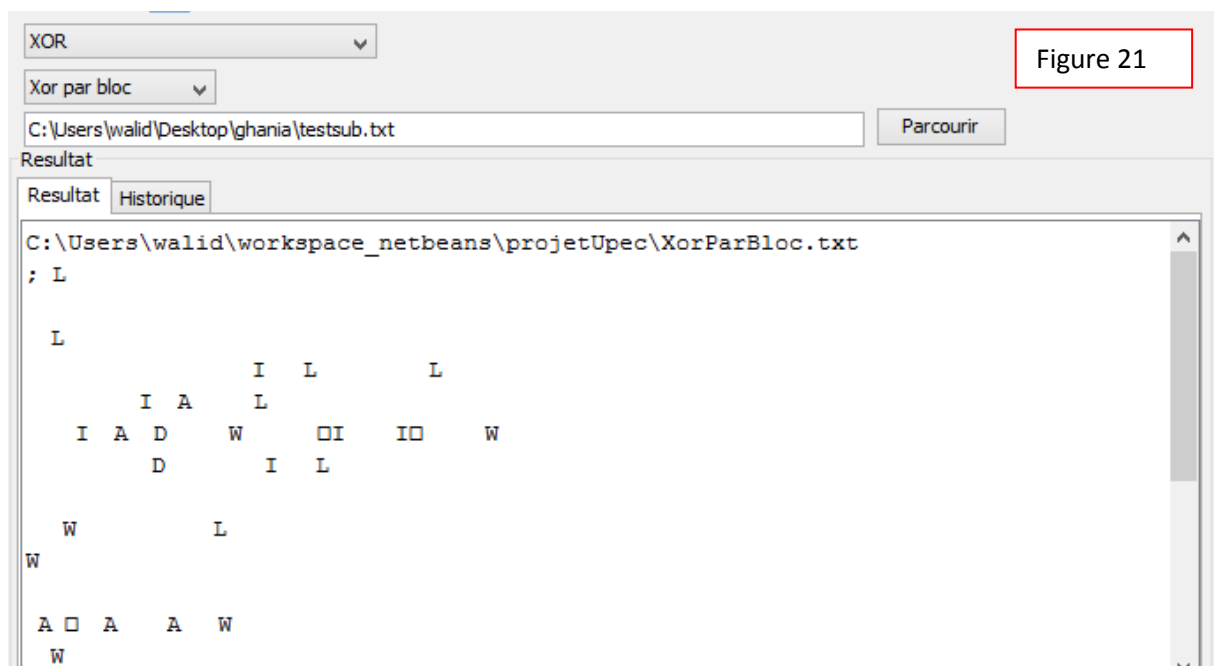 XOR
Figure 21
Xor par bloc
C:\Users\walid\Desktop\ghania\testsub.txt
Parcourir
Resultat
Resultat Historique
C:\Users\walid\workspace_netbeans\projetUpec\XorParBloc.txt
; L
L
I L L
I A L
I A D W □I I□ W
D I L
W L
W
A □ A A W
W